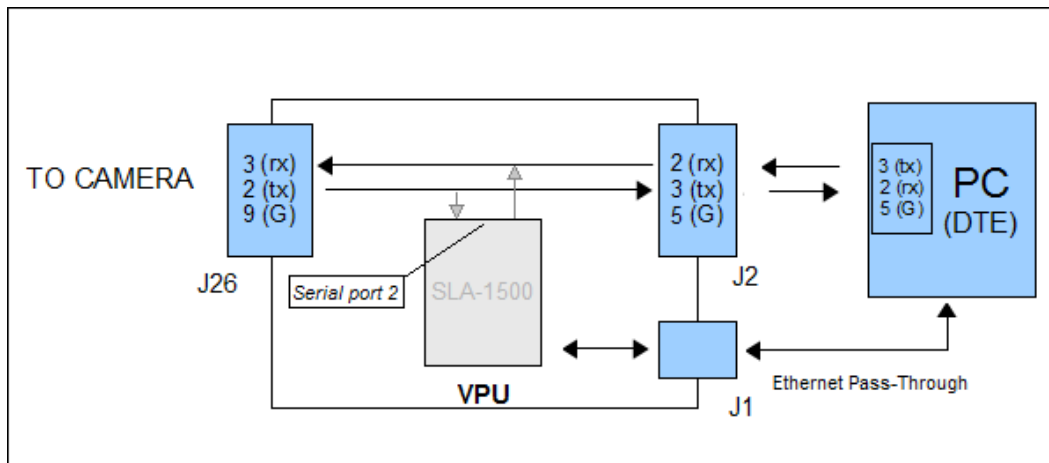 TO CAMERA
3 (rx)
2 (tx)
9 (G)
J26
Serial port 2
SLA-1500
VPU
2 (rx)
3 (tx)
5 (G)
J2
J1
3 (tx)
2 (rx)
5 (G)
PC
(DTE)
Ethernet Pass-Through